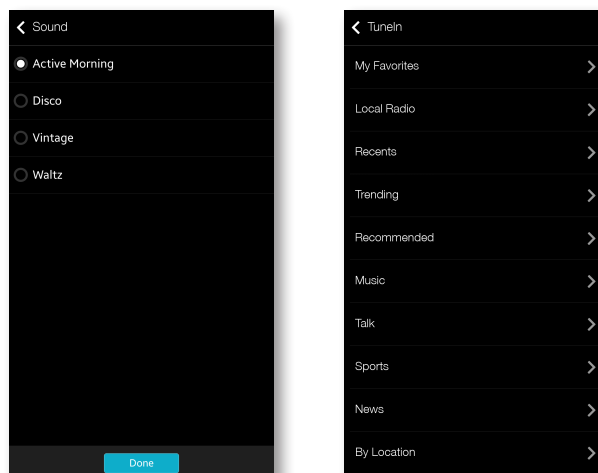 Sound
Active Morning
Disco
Vintage
Waltz
Done
TuneIn
My Favorites
Local Radio
Recents
Trending
Recommended
Music
Talk
Sports
News
By Location